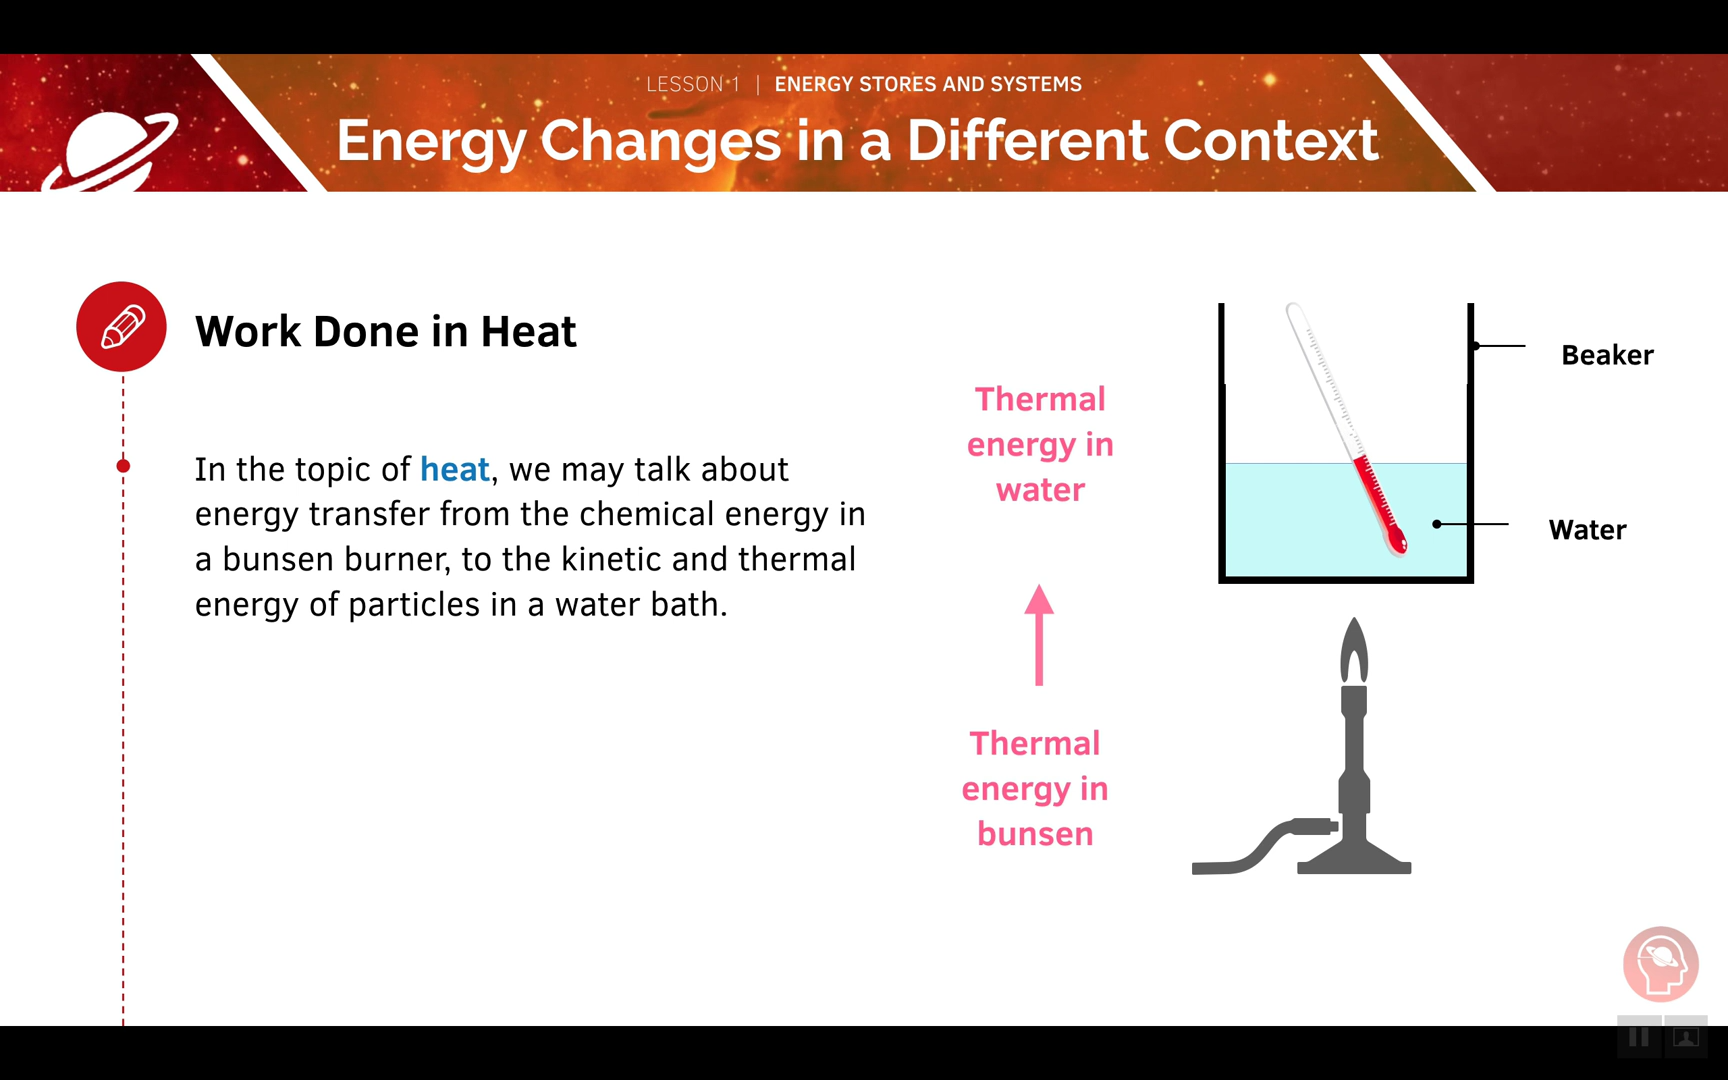 LESSON 1 | ENERGY STORES AND SYSTEMS
Energy Changes in a Different Context
Work Done in Heat
In the topic of heat, we may talk about
energy transfer from the chemical energy in
a bunsen burner, to the kinetic and thermal
energy of particles in a water bath.
Thermal
energy in
water
Thermal
energy in
bunsen
Beaker
Water